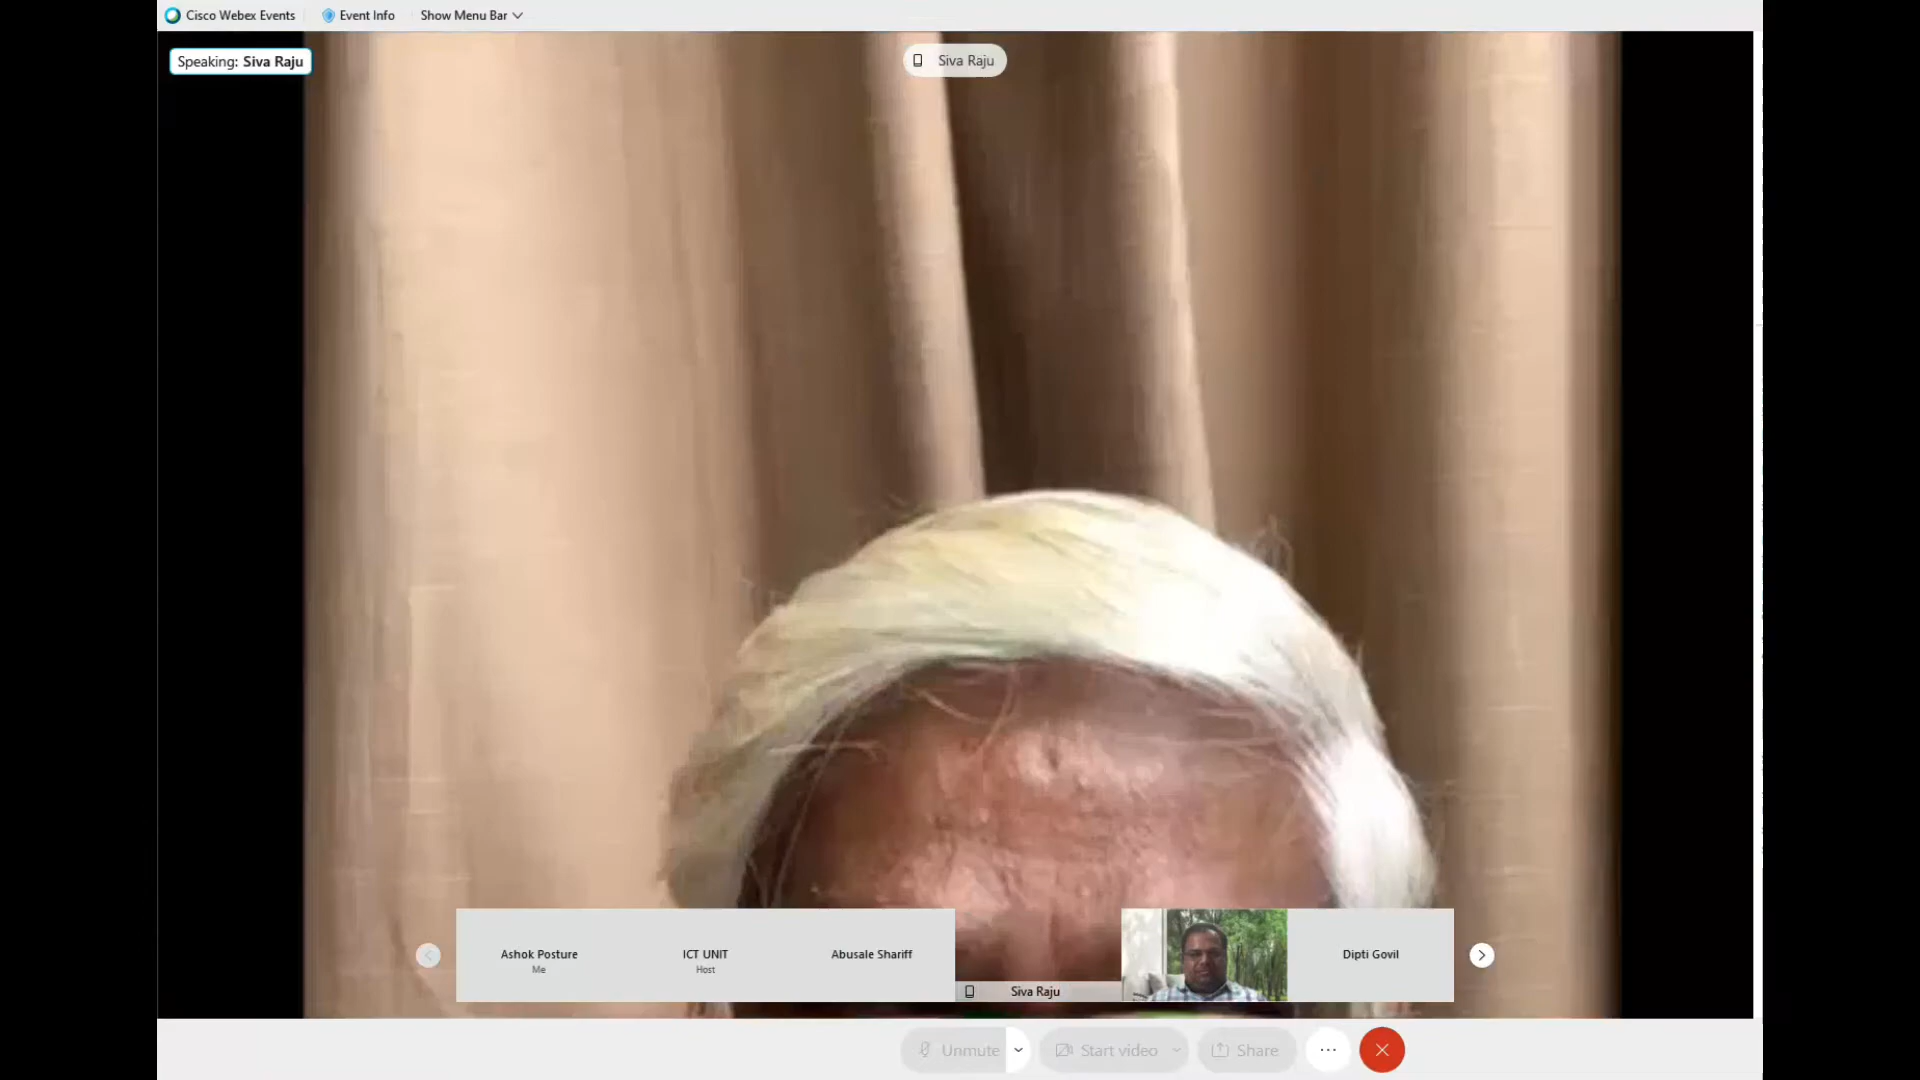 Cisco Webex Events
Event Info
Show Menu Bar
Speaking: Siva Raju
Siva Raju
Ashok Posture
Me
ICT UNIT
Host
Abusale Shariff
Siva Raju
Dipti Govil
Unmute
Start video
Share